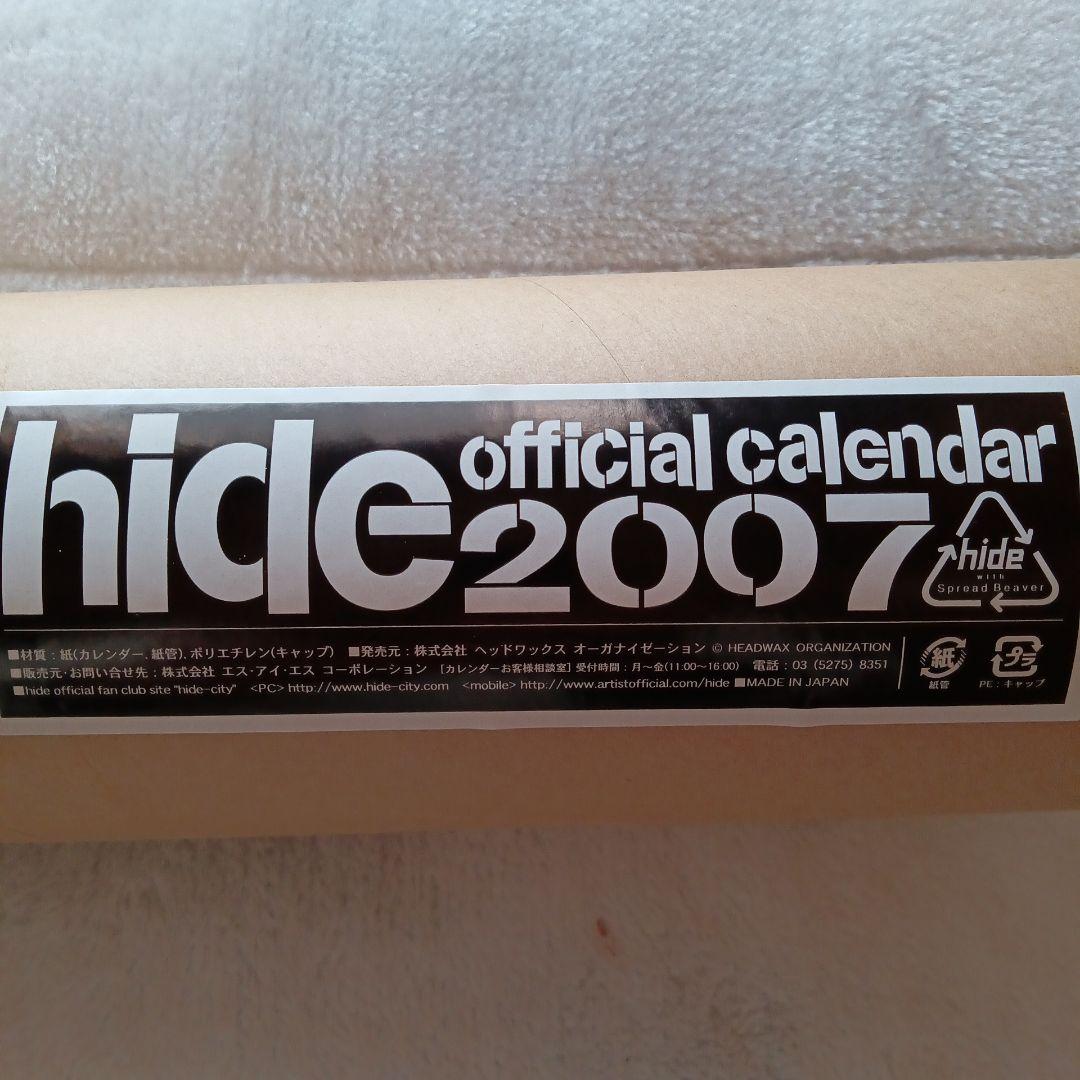 hide official calendar
2007
hide
with
Spread Beaver
■材質：紙(カレンダー、紙管)、ポリエチレン(キャップ) ■発売元：株式会社 ヘッドワックス オーガナイゼーション © HEADWAX ORGANIZATION
■販売元・お問い合せ先：株式会社 エス・アイ・エス コーポレーション [カレンダーお客様相談室] 受付時間：月～金(11:00～16:00) 電話：03 (5275) 8351
■hide official fan club site "hide-city" <PC> http://www.hide-city.com <mobile> http://www.artistofficial.com/hide ■MADE IN JAPAN
紙
紙管
プラ
PE：キャップ